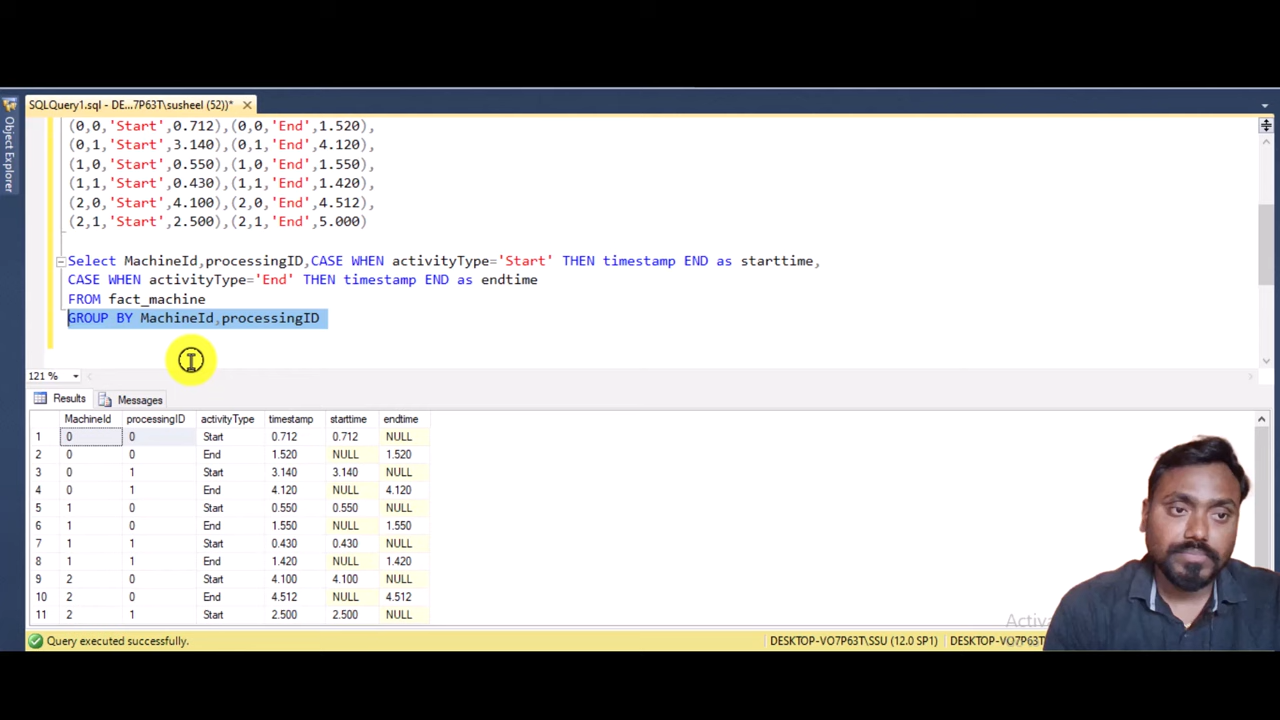 SQLQuery1.sql - DE...7P63T\susheel (52))*
Object Explorer
(0,0,'Start',0.712),(0,0,'End',1.520),
(0,1,'Start',3.140),(0,1,'End',4.120),
(1,0,'Start',0.550),(1,0,'End',1.550),
(1,1,'Start',0.430),(1,1,'End',1.420),
(2,0,'Start',4.100),(2,0,'End',4.512),
(2,1,'Start',2.500),(2,1,'End',5.000)
Select MachineId,processingID,CASE WHEN activityType='Start' THEN timestamp END as starttime,
CASE WHEN activityType='End' THEN timestamp END as endtime
FROM fact_machine
GROUP BY MachineId,processingID
121 %
Results Messages
MachineId processingID activityType timestamp starttime endtime
1 0 0 Start 0.712 0.712 NULL
2 0 0 End 1.520 NULL 1.520
3 0 1 Start 3.140 3.140 NULL
4 0 1 End 4.120 NULL 4.120
5 1 0 Start 0.550 0.550 NULL
6 1 0 End 1.550 NULL 1.550
7 1 1 Start 0.430 0.430 NULL
8 1 1 End 1.420 NULL 1.420
9 2 0 Start 4.100 4.100 NULL
10 2 0 End 4.512 NULL 4.512
11 2 1 Start 2.500 2.500 NULL
Activa
Query executed successfully. DESKTOP-VO7P63T\SSU (12.0 SP1) DESKTOP-VO7P63T